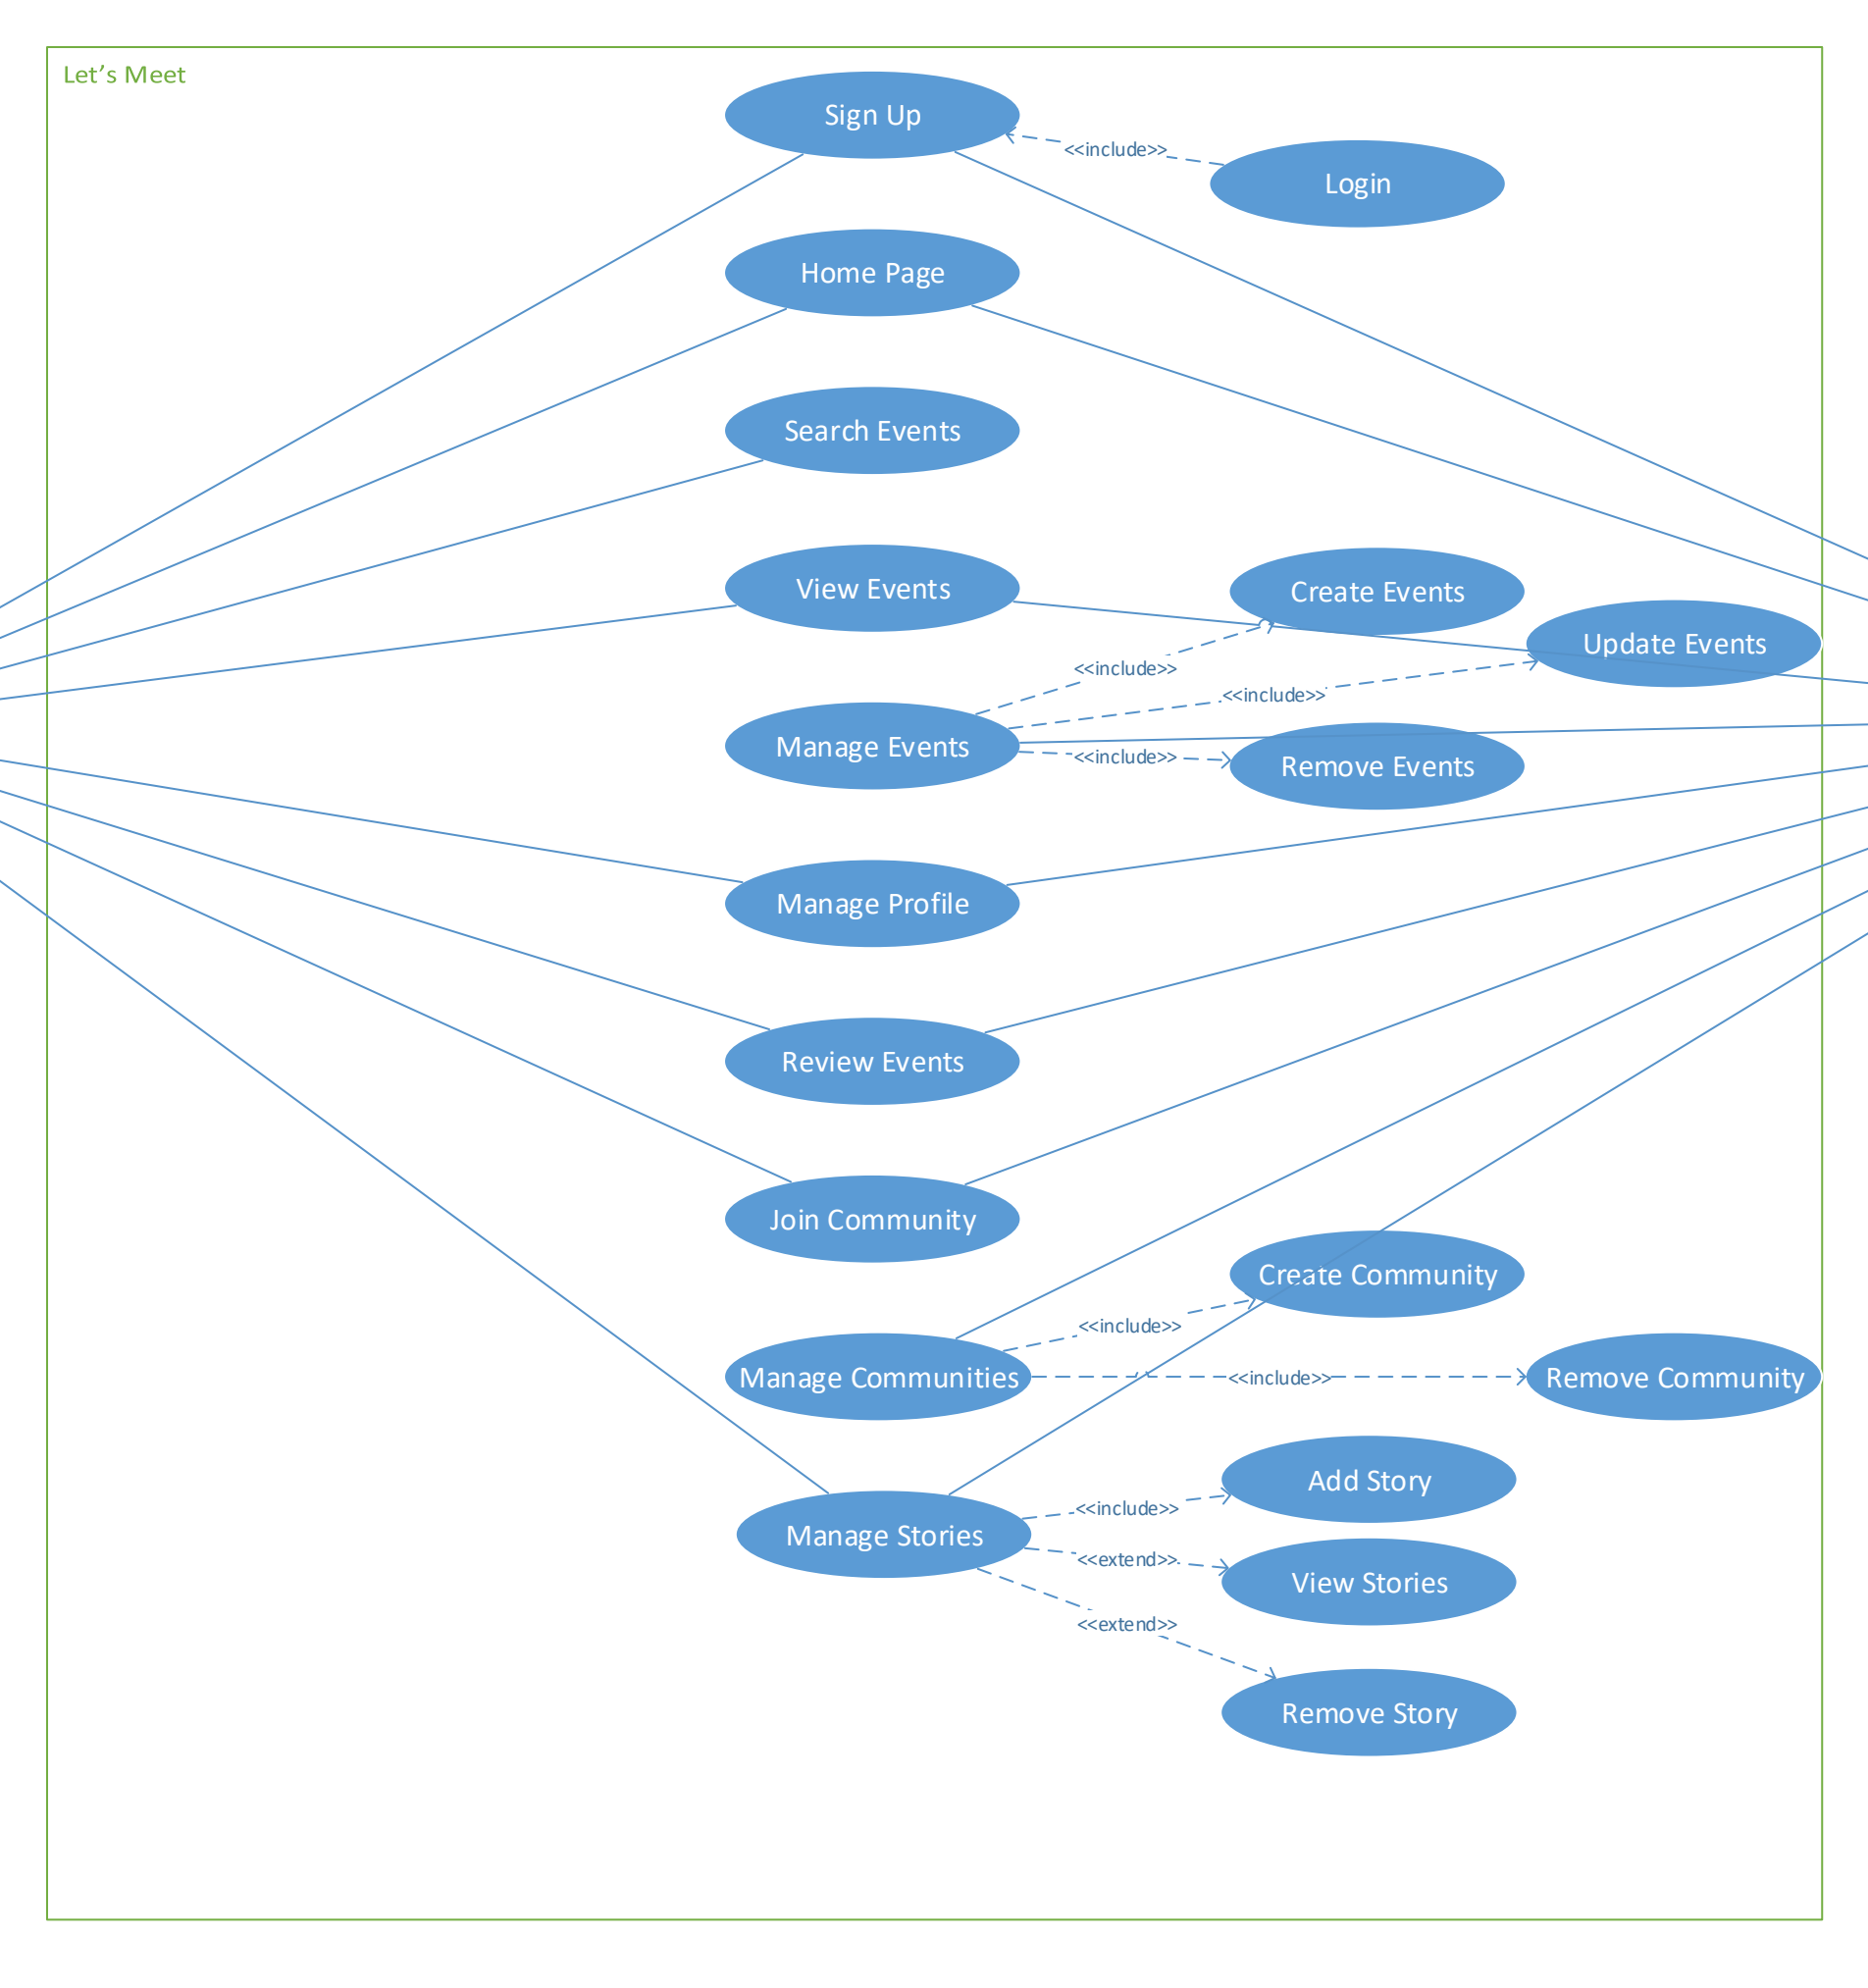 Let's Meet
Sign Up
<<include>>
Login
Home Page
Search Events
View Events
Create Events
Update Events
<<include>>
<<include>>
Manage Events
<<include>>
Remove Events
Manage Profile
Review Events
Join Community
Create Community
<<include>>
Manage Communities
<<include>>
Remove Community
Add Story
<<include>>
Manage Stories
<<extend>>
View Stories
<<extend>>
Remove Story